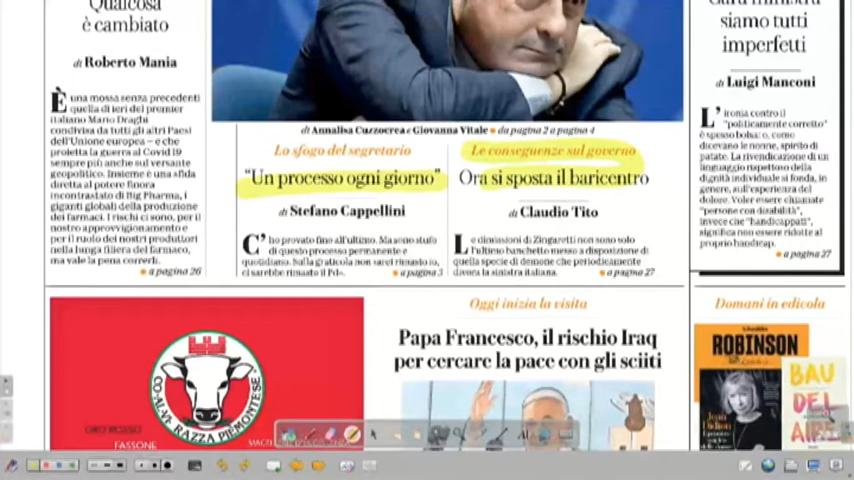 Qualcosa
è cambiato
di Roberto Mania
È una mossa senza precedenti
quella di ieri del premier
italiano Mario Draghi
condivisa da tutti gli altri Paesi
dell'Unione europea – e che
proietta la guerra al Covid 19
sempre più anche sul versante
geopolitico. Insieme è una sfida
diretta al potere finora
incontrastato di Big Pharma, i
giganti globali della produzione
dei farmaci. I rischi ci sono, per il
nostro approvvigionamento e
per il ruolo dei nostri produttori
nella lunga filiera del farmaco,
ma vale la pena correrli.
a pagina 26
di Annalisa Cuzzocrea e Giovanna Vitale ● da pagina 2 a pagina 4
Lo sfogo del segretario
"Un processo ogni giorno"
di Stefano Cappellini
C' ho provato fino all'ultimo. Ma sono stufo
di questo processo permanente e
quotidiano. Sulla graticola non sarei rimasto io,
ci sarebbe rimasto il Pd».
● a pagina 3
Le conseguenze sul governo
Ora si sposta il baricentro
di Claudio Tito
Le dimissioni di Zingaretti non sono solo
l'ultimo banchetto messo a disposizione di
quella specie di demone che periodicamente
divora la sinistra italiana.
● a pagina 27
siamo tutti
imperfetti
di Luigi Manconi
L' ironia contro il
"politicamente corretto"
è spesso bolsa: o, come
dicevano le nonne, spirito di
patate. La rivendicazione di un
linguaggio rispettoso della
dignità individuale si fonda, in
genere, sull'esperienza del
dolore. Voler essere chiamate
"persone con disabilità",
invece che "handicappati",
significa non essere ridotte al
proprio handicap.
● a pagina 27
CO·AL·VI
RAZZA PIEMONTESE
FASSONE
Oggi inizia la visita
Papa Francesco, il rischio Iraq
per cercare la pace con gli sciiti
Domani in edicola
ROBINSON
Joan
Didion
BAU
DEL
AIRE